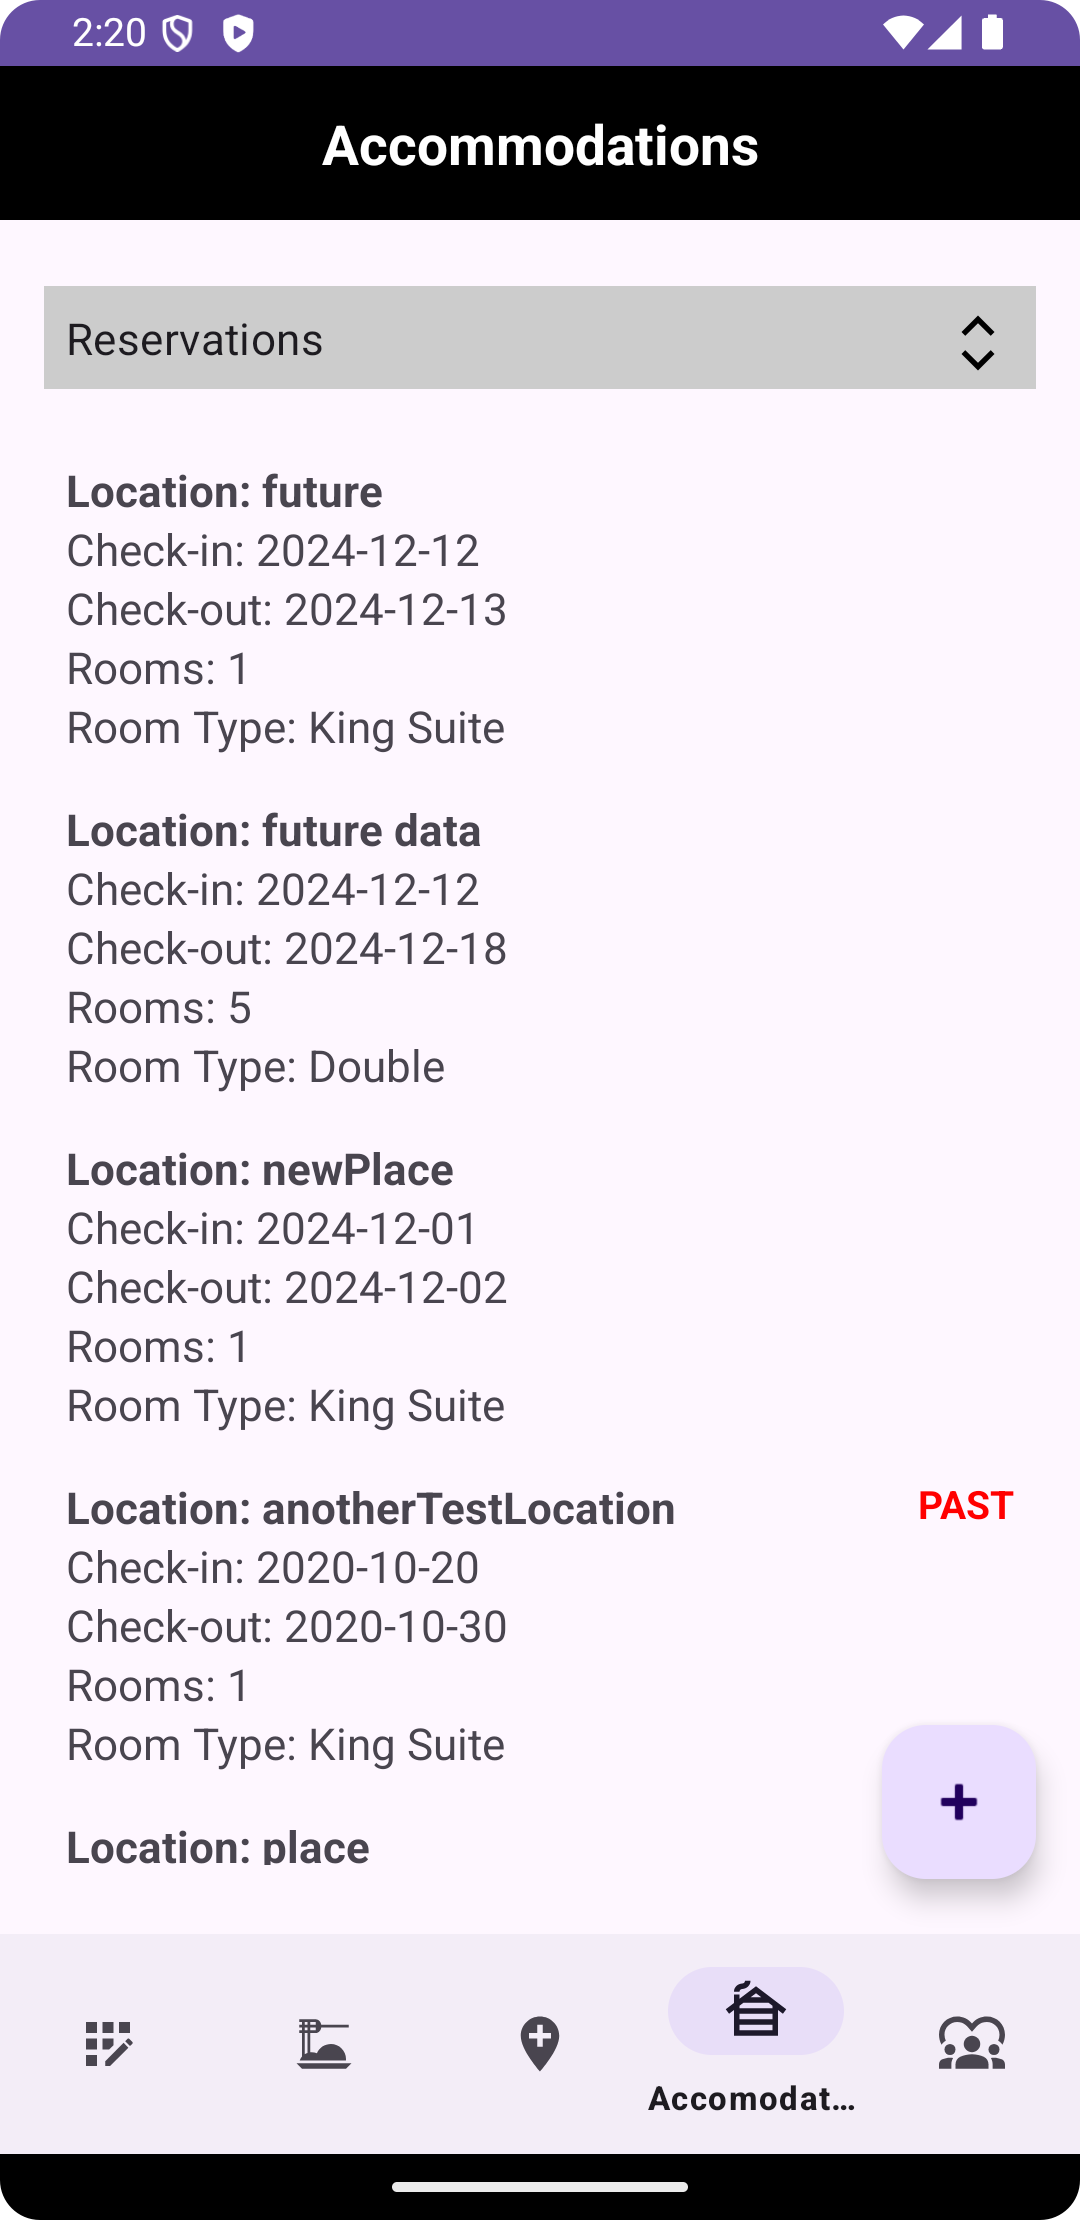 2:20
Accommodations
Reservations
Location: future
Check-in: 2024-12-12
Check-out: 2024-12-13
Rooms: 1
Room Type: King Suite
Location: future data
Check-in: 2024-12-12
Check-out: 2024-12-18
Rooms: 5
Room Type: Double
Location: newPlace
Check-in: 2024-12-01
Check-out: 2024-12-02
Rooms: 1
Room Type: King Suite
Location: anotherTestLocation PAST
Check-in: 2020-10-20
Check-out: 2020-10-30
Rooms: 1
Room Type: King Suite
Location: place
Accomodat…